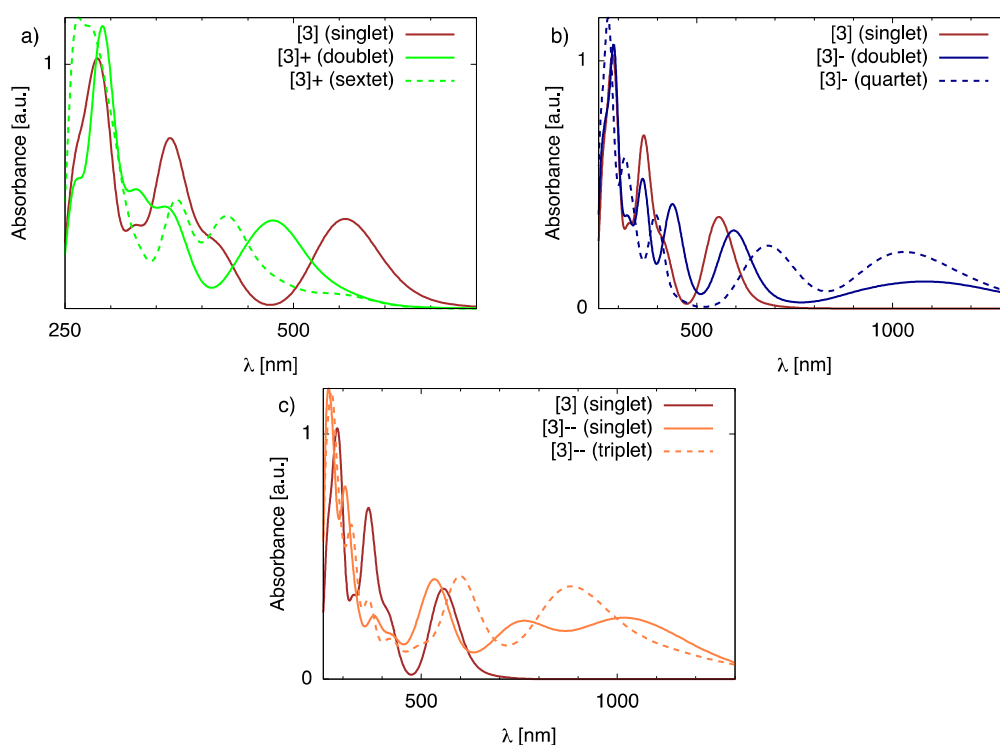 a)
[3] (singlet)
[3]+ (doublet)
[3]+ (sextet)
1
Absorbance [a.u.]
250
500
λ [nm]
b)
[3] (singlet)
[3]- (doublet)
[3]- (quartet)
1
0
Absorbance [a.u.]
500
1000
λ [nm]
c)
[3] (singlet)
[3]-- (singlet)
[3]-- (triplet)
1
0
Absorbance [a.u.]
500
1000
λ [nm]